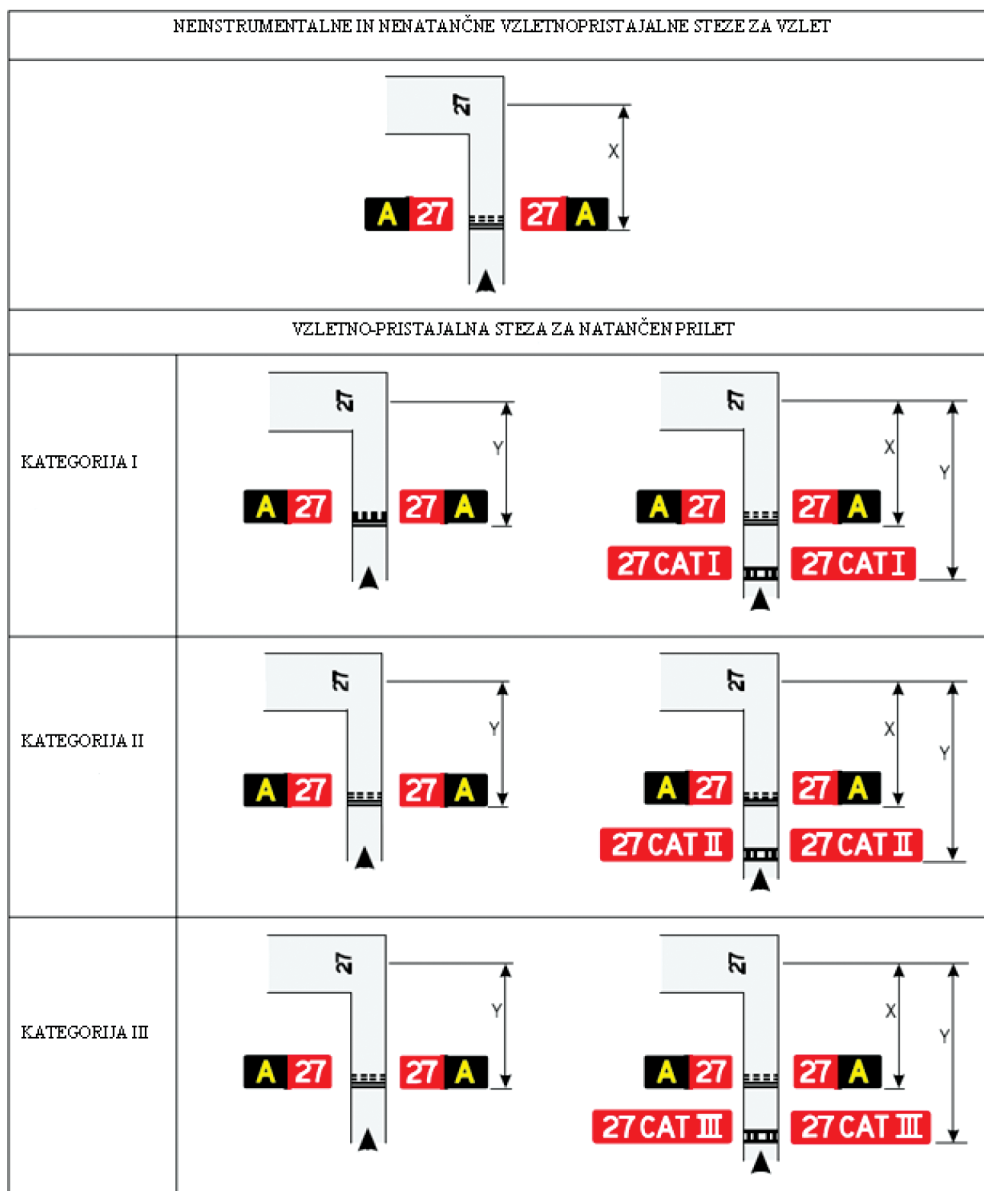 NEINSTRUMENTALNE IN NENATANČNE VZLETNOPRISTAJALNE STEZE ZA VZLET
27
X
A 27 27 A
VZLETNO-PRISTAJALNA STEZA ZA NATANČEN PRILET
KATEGORIJA I
27
Y
A 27 27 A
27
X
Y
A 27 27 A
27 CAT I 27 CAT I
KATEGORIJA II
27
Y
A 27 27 A
27
X
Y
A 27 27 A
27 CAT II 27 CAT II
KATEGORIJA III
27
Y
A 27 27 A
27
X
Y
A 27 27 A
27 CAT III 27 CAT III